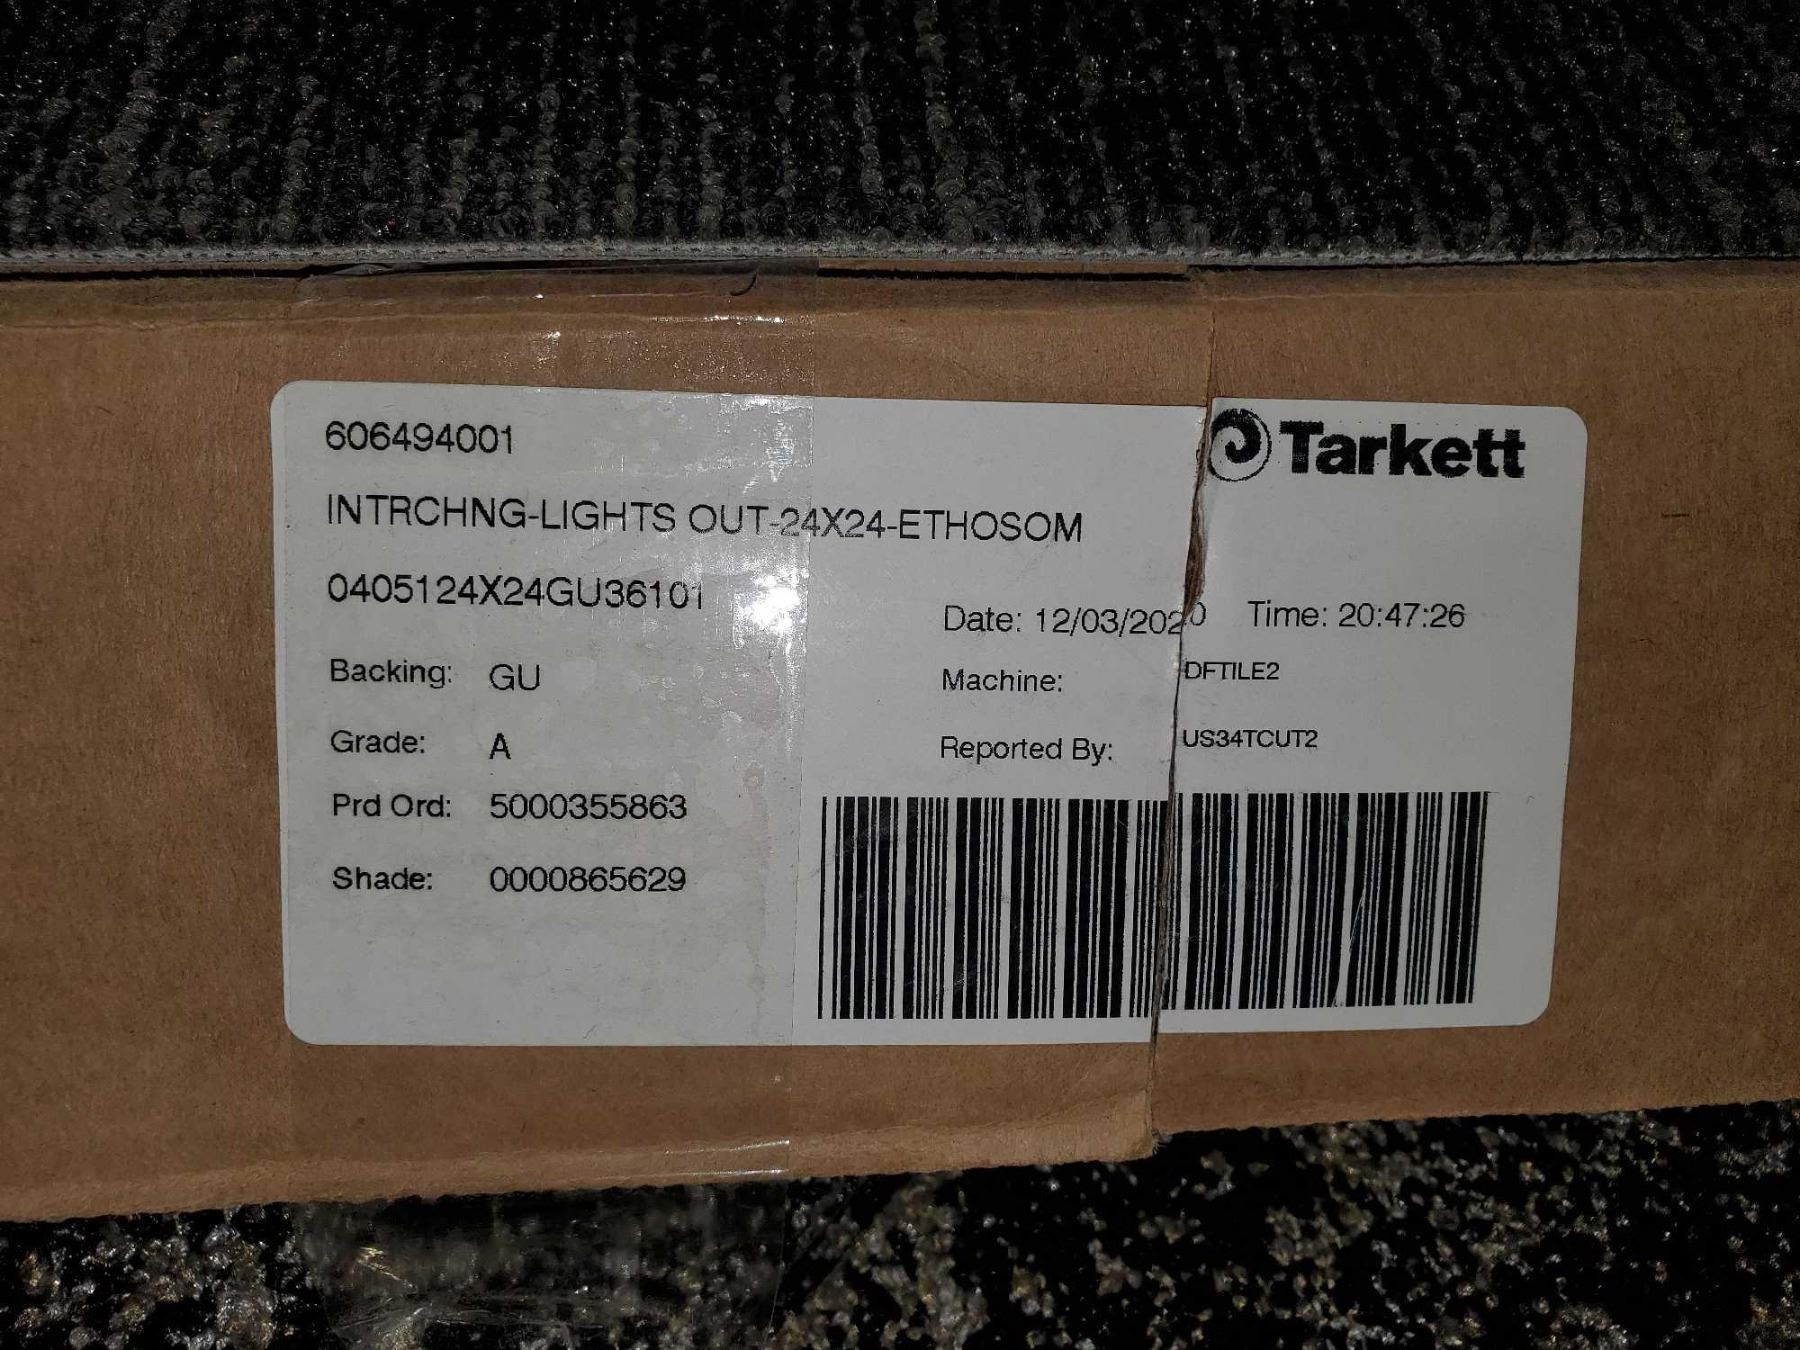 606494001
Tarkett
INTRCHNG-LIGHTS OUT-24X24-ETHOSOM
0405124X24GU36101
Date: 12/03/2020 Time: 20:47:26
Backing: GU
Machine: DFTILE2
Grade: A
Reported By: US34TCUT2
Prd Ord: 5000355863
Shade: 0000865629